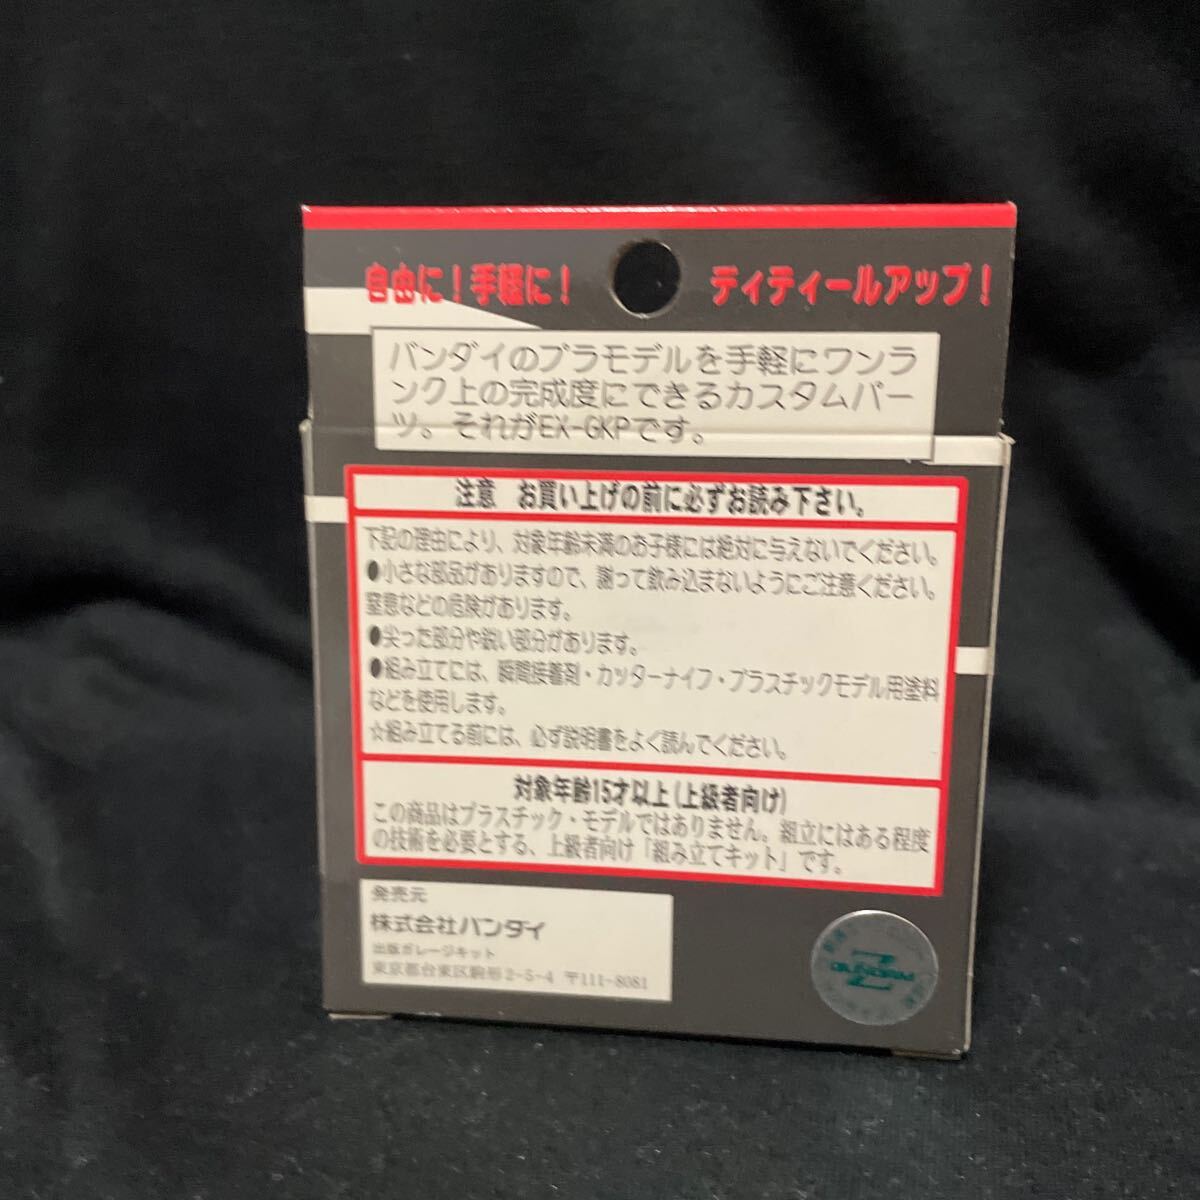 自由に！手軽に！
ディティールアップ！
バンダイのプラモデルを手軽にワンラ
ンク上の完成度にできるカスタムパー
ツ。それがEX-GKPです。
注意　お買い上げの前に必ずお読み下さい。
下記の理由により、対象年齢未満のお子様には絶対に与えないでください。
●小さな部品がありますので、謝って飲み込まないようにご注意ください。
窒息などの危険があります。
●尖った部分や鋭い部分があります。
●組み立てには、瞬間接着剤・カッターナイフ・プラスチックモデル用塗料
などを使用します。
☆組み立てる前には、必ず説明書をよく読んでください。
対象年齢15才以上(上級者向け)
この商品はプラスチック・モデルではありません。組立にはある程度
の技術を必要とする、上級者向け「組み立てキット」です。
発売元
株式会社バンダイ
出版ガレージキット
東京都台東区駒形2-5-4 〒111-8081